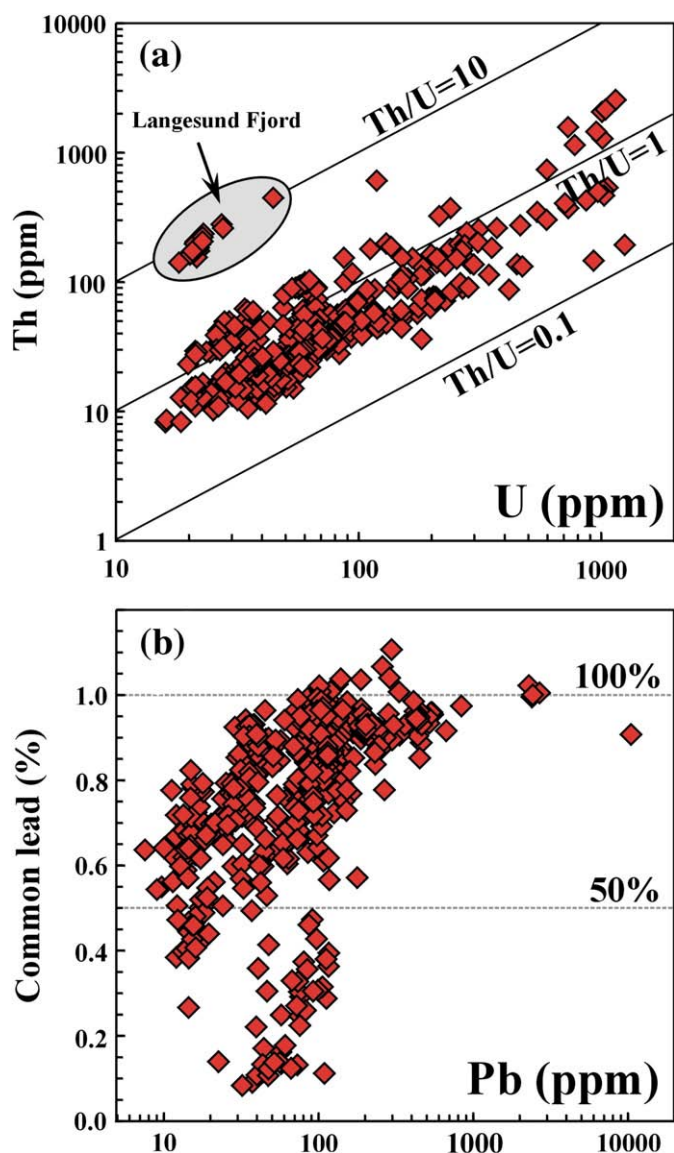 10000
(a)
Th/U=10
Langesund Fjord
1000
Th/U=1
Th (ppm)
100
Th/U=0.1
10
U (ppm)
1
10
100
1000
(b)
100%
1.0
Common lead (%)
0.8
0.6
50%
0.4
0.2
Pb (ppm)
0.0
10
100
1000
10000